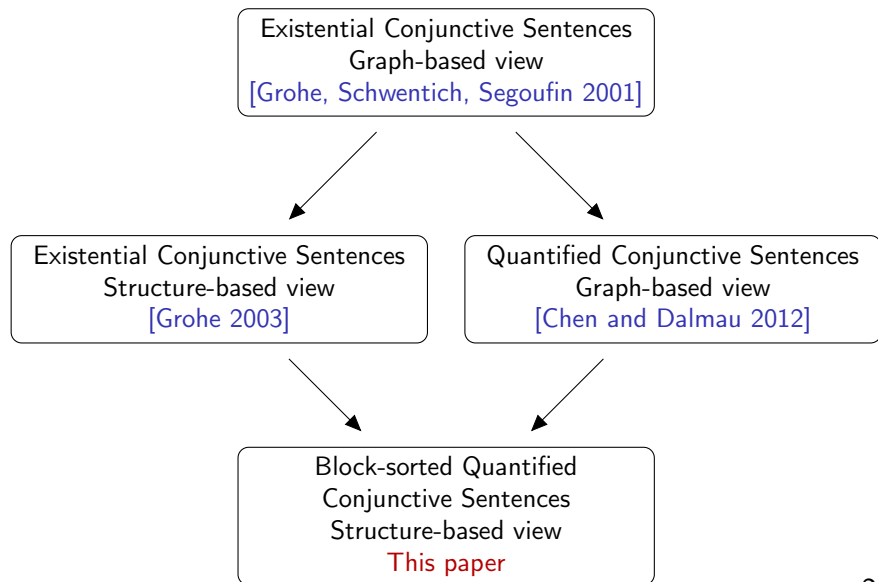 Existential Conjunctive Sentences
Graph-based view
[Grohe, Schwentich, Segoufin 2001]
Existential Conjunctive Sentences
Structure-based view
[Grohe 2003]
Quantified Conjunctive Sentences
Graph-based view
[Chen and Dalmau 2012]
Block-sorted Quantified
Conjunctive Sentences
Structure-based view
This paper